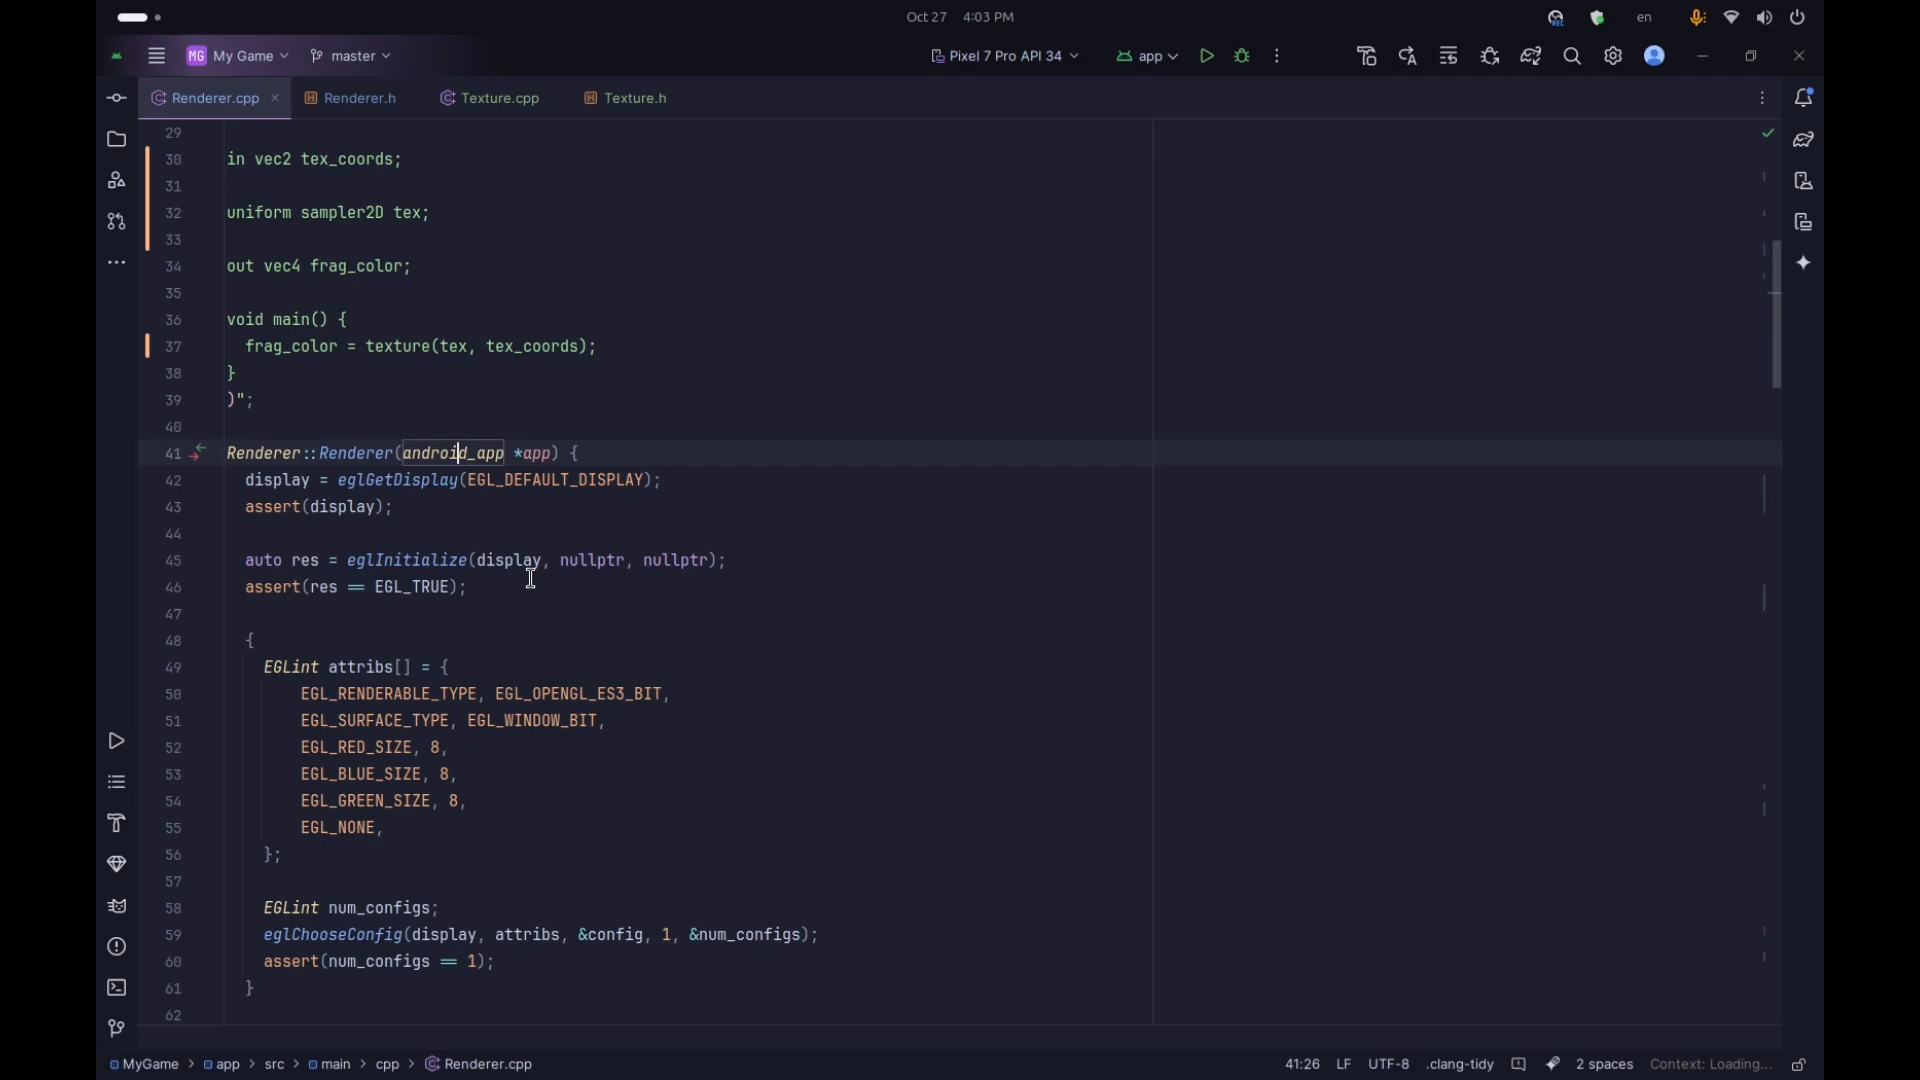 Oct 27 4:03 PM
REC
en
MG My Game master
Pixel 7 Pro API 34
app
Renderer.cpp
Renderer.h
Texture.cpp
Texture.h
29
30 in vec2 tex_coords;
31
32 uniform sampler2D tex;
33
34 out vec4 frag_color;
35
36 void main() {
37 frag_color = texture(tex, tex_coords);
38 }
39 )";
40
41 Renderer::Renderer(android_app *app) {
42 display = eglGetDisplay(EGL_DEFAULT_DISPLAY);
43 assert(display);
44
45 auto res = eglInitialize(display, nullptr, nullptr);
46 assert(res == EGL_TRUE);
47
48 {
49 EGLint attribs[] = {
50 EGL_RENDERABLE_TYPE, EGL_OPENGL_ES3_BIT,
51 EGL_SURFACE_TYPE, EGL_WINDOW_BIT,
52 EGL_RED_SIZE, 8,
53 EGL_BLUE_SIZE, 8,
54 EGL_GREEN_SIZE, 8,
55 EGL_NONE,
56 };
57
58 EGLint num_configs;
59 eglChooseConfig(display, attribs, &config, 1, &num_configs);
60 assert(num_configs == 1);
61 }
62
MyGame > app > src > main > cpp > Renderer.cpp
41:26 LF UTF-8 .clang-tidy 2 spaces Context: Loading...